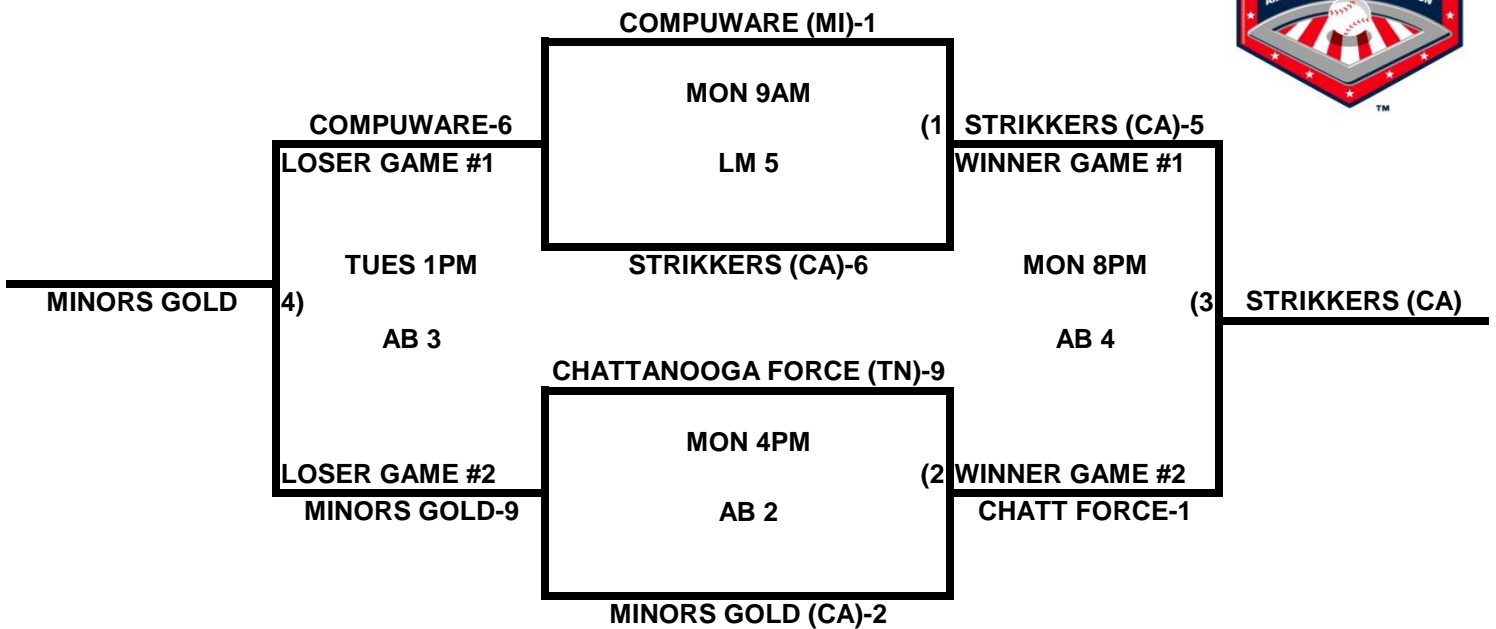 COMPUWARE (MI)-1
MON 9AM
COMPUWARE-6
(1
STRIKKERS (CA)-5
LOSER GAME #1
LM 5
WINNER GAME #1
TUES 1PM
STRIKKERS (CA)-6
MON 8PM
MINORS GOLD
4)
(3
STRIKKERS (CA)
AB 3
AB 4
CHATTANOOGA FORCE (TN)-9
MON 4PM
LOSER GAME #2
(2
WINNER GAME #2
MINORS GOLD-9
AB 2
CHATT FORCE-1
MINORS GOLD (CA)-2
TM